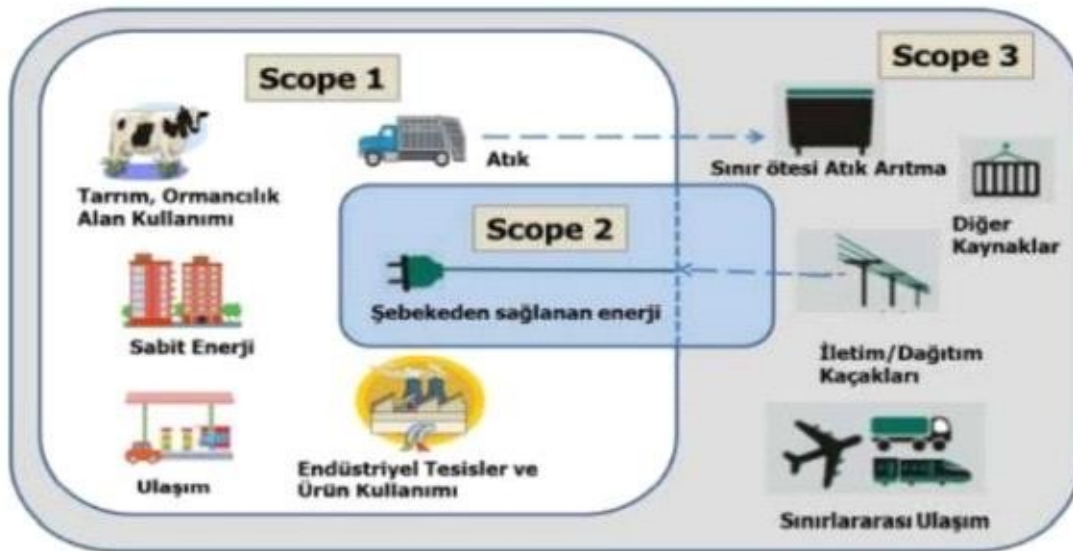 Scope 1
Scope 3
Tarrım, Ormancılık
Alan Kullanımı
Atık
Sınır ötesi Atık Arıtma
Diğer
Kaynaklar
Scope 2
Şebekeden sağlanan enerji
Sabit Enerji
İletim/Dağıtım
Kaçakları
Ulaşım
Endüstriyel Tesisler ve
Ürün Kullanımı
Sınırlararası Ulaşım